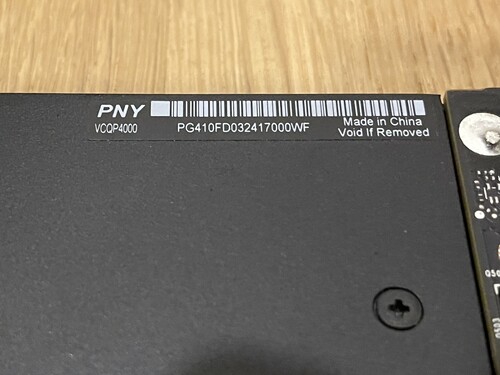 PNY
VCQP4000
PG410FD032417000WF
Made in China
Void If Removed